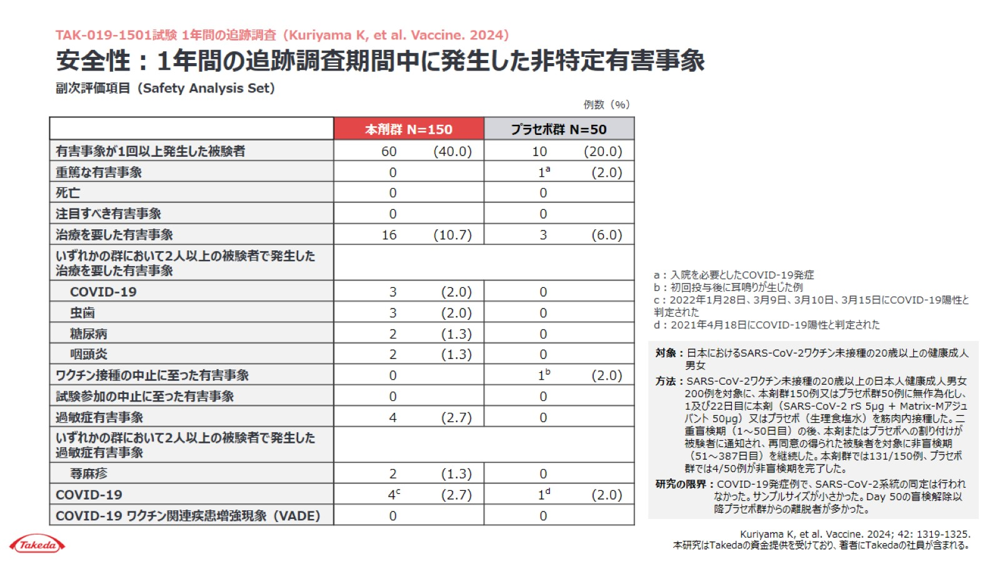 TAK-019-1501試験 1年間の追跡調査（Kuriyama K, et al. Vaccine. 2024）
安全性：1年間の追跡調査期間中に発生した非特定有害事象
副次評価項目（Safety Analysis Set）
例数（%）
本剤群 N=150 プラセボ群 N=50
有害事象が1回以上発生した被験者 60 (40.0) 10 (20.0)
重篤な有害事象 0 1a (2.0)
死亡 0 0
注目すべき有害事象 0 0
治療を要した有害事象 16 (10.7) 3 (6.0)
いずれかの群において2人以上の被験者で発生した
治療を要した有害事象
COVID-19 3 (2.0) 0
虫歯 3 (2.0) 0
糖尿病 2 (1.3) 0
咽頭炎 2 (1.3) 0
ワクチン接種の中止に至った有害事象 0 1b (2.0)
試験参加の中止に至った有害事象 0 0
過敏症有害事象 4 (2.7) 0
いずれかの群において2人以上の被験者で発生した
過敏症有害事象
蕁麻疹 2 (1.3) 0
COVID-19 4c (2.7) 1d (2.0)
COVID-19 ワクチン関連疾患増強現象（VADE） 0 0
a：入院を必要としたCOVID-19発症
b：初回投与後に耳鳴りが生じた例
c：2022年1月28日、3月9日、3月10日、3月15日にCOVID-19陽性と
判定された
d：2021年4月18日にCOVID-19陽性と判定された
対象：日本におけるSARS-CoV-2ワクチン未接種の20歳以上の健康成人
男女
方法：SARS-CoV-2ワクチン未接種の20歳以上の日本人健康成人男女
200例を対象に、本剤群150例又はプラセボ群50例に無作為化し、
1及び22日目に本剤（SARS-CoV-2 rS 5μg + Matrix-Mアジュ
バント 50μg）又はプラセボ（生理食塩水）を筋肉内接種した。二
重盲検期（1～50日目）の後、本剤またはプラセボへの割り付けが
被験者に通知され、再同意の得られた被験者を対象に非盲検期
（51～387日目）を継続した。本剤群では131/150例、プラセボ
群では4/50例が非盲検期を完了した。
研究の限界：COVID-19発症例で、SARS-CoV-2系統の同定は行われ
なかった。サンプルサイズが小さかった。Day 50の盲検解除以
降プラセボ群からの離脱者が多かった。
Takeda
Kuriyama K, et al. Vaccine. 2024; 42: 1319-1325.
本研究はTakedaの資金提供を受けており、著者にTakedaの社員が含まれる。